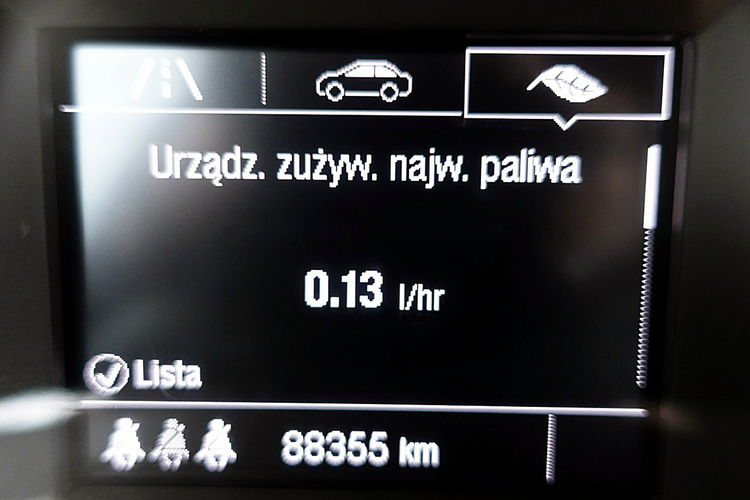 Urządz. zużyw. najw. paliwa
0.13 l/hr
Lista
88355 km